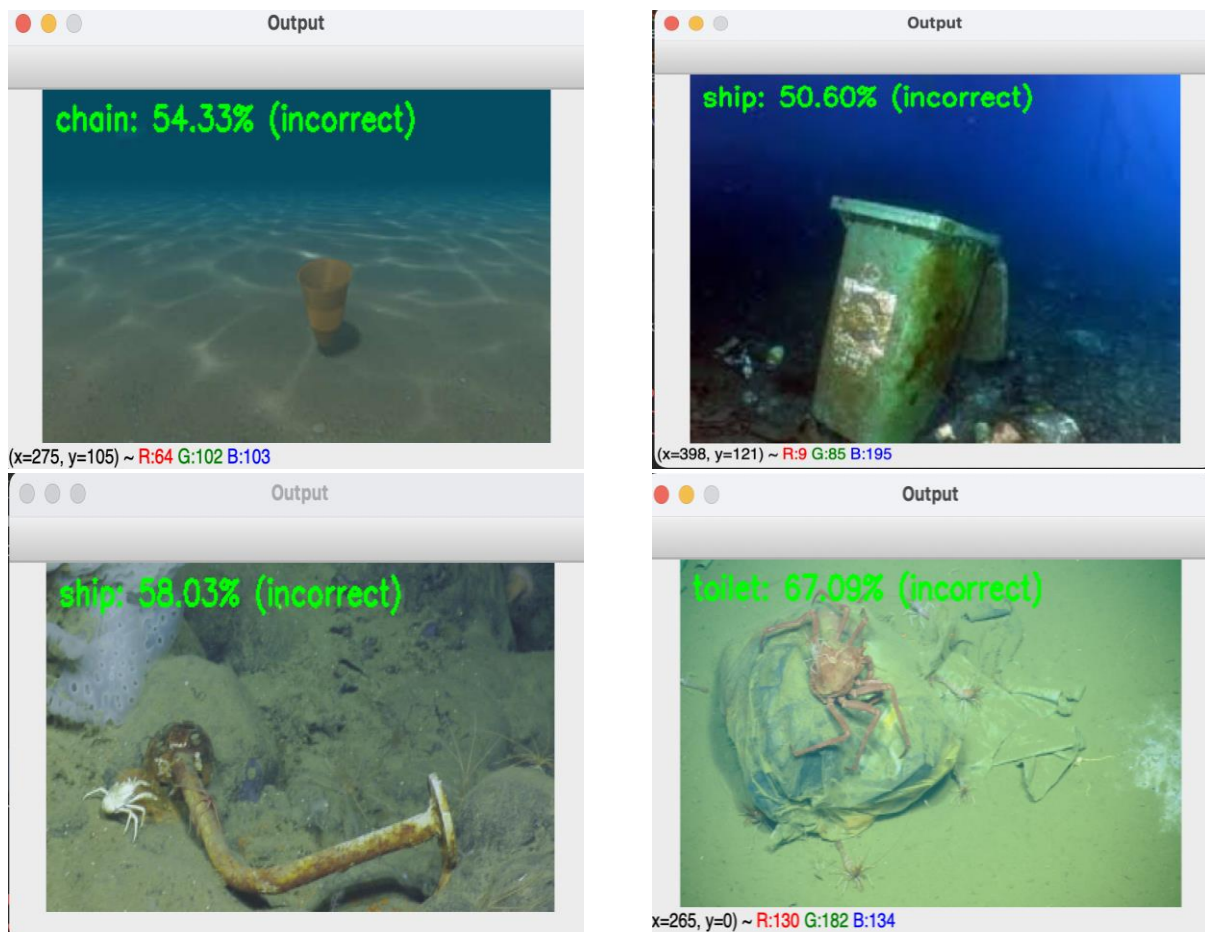 Output
chain: 54.33% (incorrect)
(x=275, y=105) ~ R:64 G:102 B:103
Output
ship: 50.60% (incorrect)
(x=398, y=121) ~ R:9 G:85 B:195
Output
ship: 58.03% (incorrect)
Output
toilet: 67.09% (incorrect)
x=265, y=0) ~ R:130 G:182 B:134